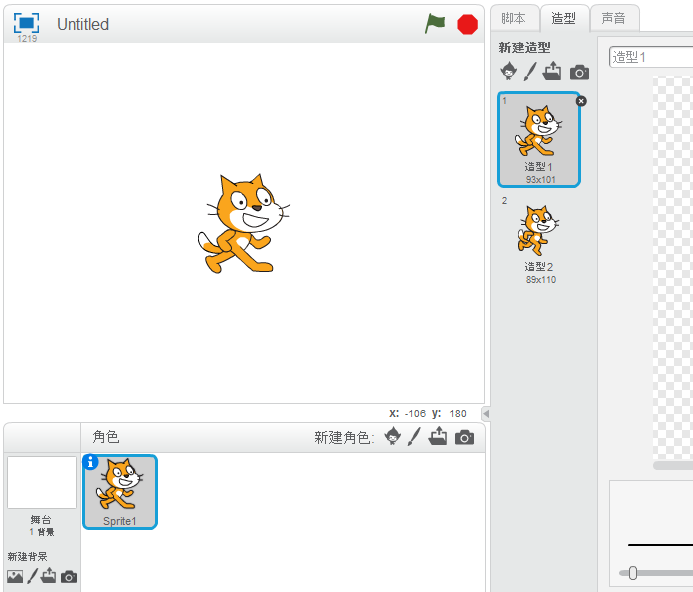 Untitled
1219
脚本
造型
声音
新建造型
造型1
1
造型1
93x101
2
造型2
89x110
x: -106 y: 180
角色
新建角色:
Sprite1
舞台
1 背景
新建背景